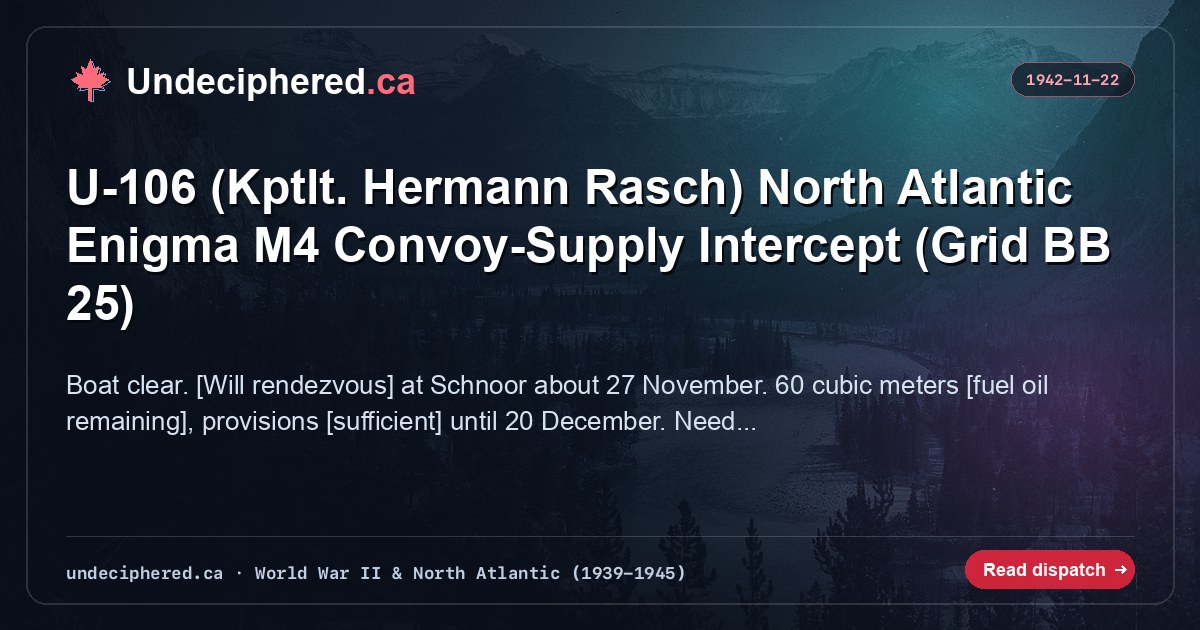 Undeciphered.ca
1942-11-22
U-106 (Kptlt. Hermann Rasch) North Atlantic
Enigma M4 Convoy-Supply Intercept (Grid BB
25)
Boat clear. [Will rendezvous] at Schnoor about 27 November. 60 cubic meters [fuel oil
remaining], provisions [sufficient] until 20 December. Need...
undeciphered.ca · World War II & North Atlantic (1939–1945)
Read dispatch →